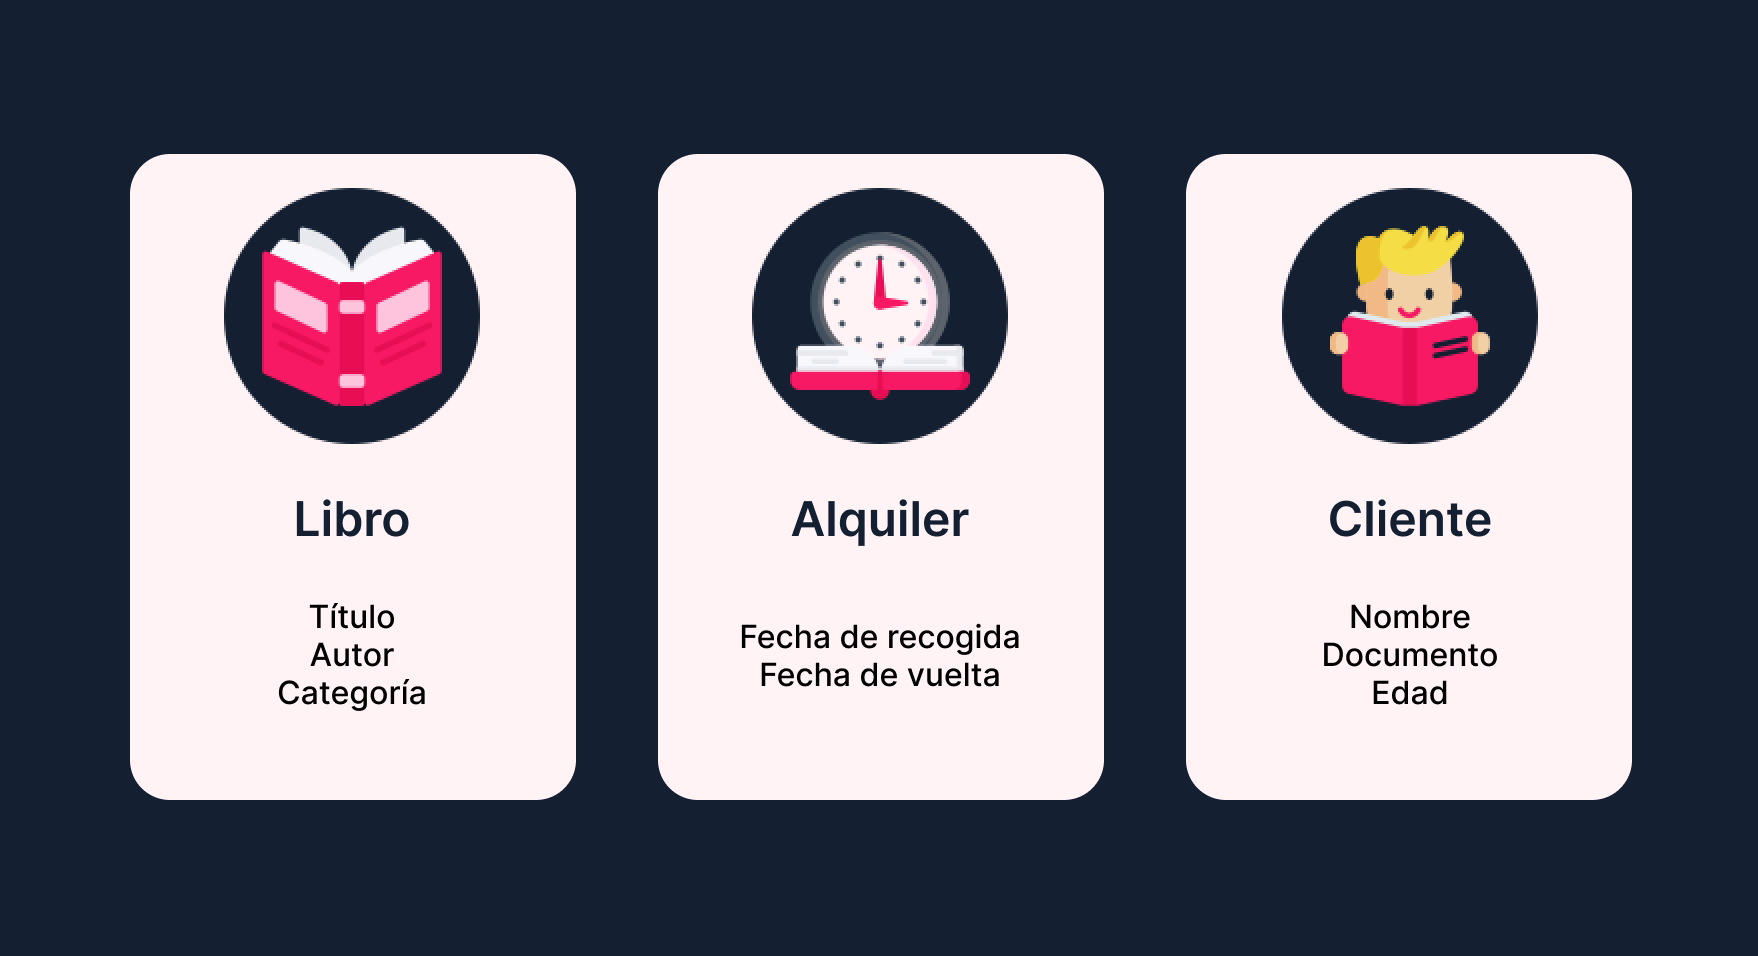 Libro
Título
Autor
Categoría
Alquiler
Fecha de recogida
Fecha de vuelta
Cliente
Nombre
Documento
Edad